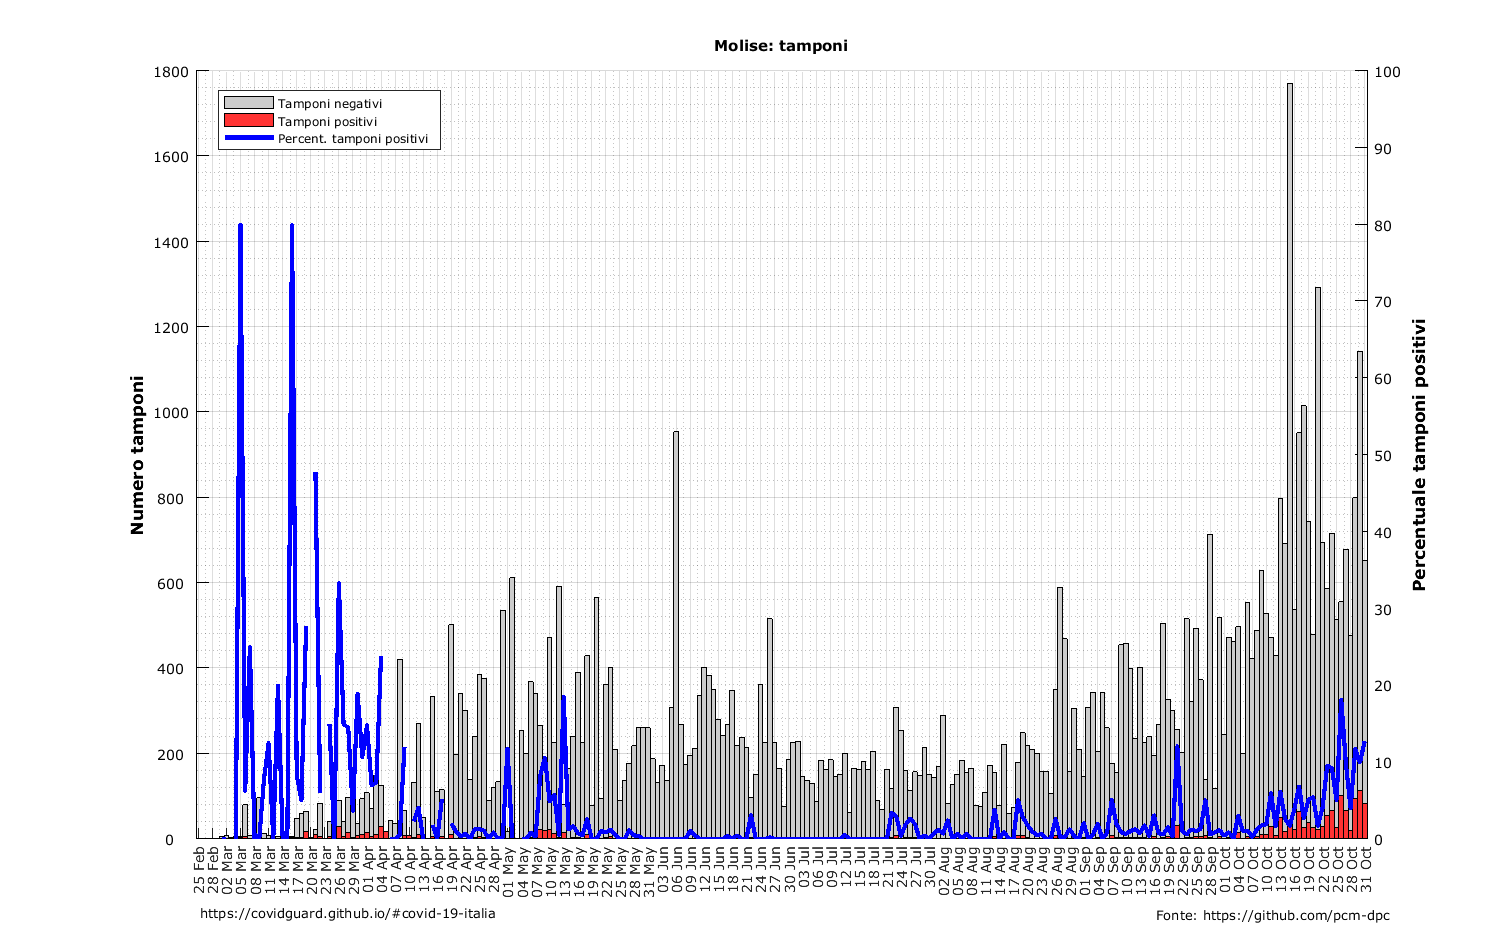 Molise: tamponi
1800
1600
1400
1200
1000
800
600
400
200
0
Numero tamponi
Tamponi negativi
Tamponi positivi
Percent. tamponi positivi
100
90
80
70
60
50
40
30
20
10
0
Percentuale tamponi positivi
25 Feb
28 Feb
02 Mar
05 Mar
08 Mar
11 Mar
14 Mar
17 Mar
20 Mar
23 Mar
26 Mar
29 Mar
01 Apr
04 Apr
07 Apr
10 Apr
13 Apr
16 Apr
19 Apr
22 Apr
25 Apr
28 Apr
01 May
04 May
07 May
10 May
13 May
16 May
19 May
22 May
25 May
28 May
31 May
03 Jun
06 Jun
09 Jun
12 Jun
15 Jun
18 Jun
21 Jun
24 Jun
27 Jun
30 Jun
03 Jul
06 Jul
09 Jul
12 Jul
15 Jul
18 Jul
21 Jul
24 Jul
27 Jul
30 Jul
02 Aug
05 Aug
08 Aug
11 Aug
14 Aug
17 Aug
20 Aug
23 Aug
26 Aug
29 Aug
01 Sep
04 Sep
07 Sep
10 Sep
13 Sep
16 Sep
19 Sep
22 Sep
25 Sep
28 Sep
01 Oct
04 Oct
07 Oct
10 Oct
13 Oct
16 Oct
19 Oct
22 Oct
25 Oct
28 Oct
31 Oct
https://covidguard.github.io/#covid-19-italia
Fonte: https://github.com/pcm-dpc